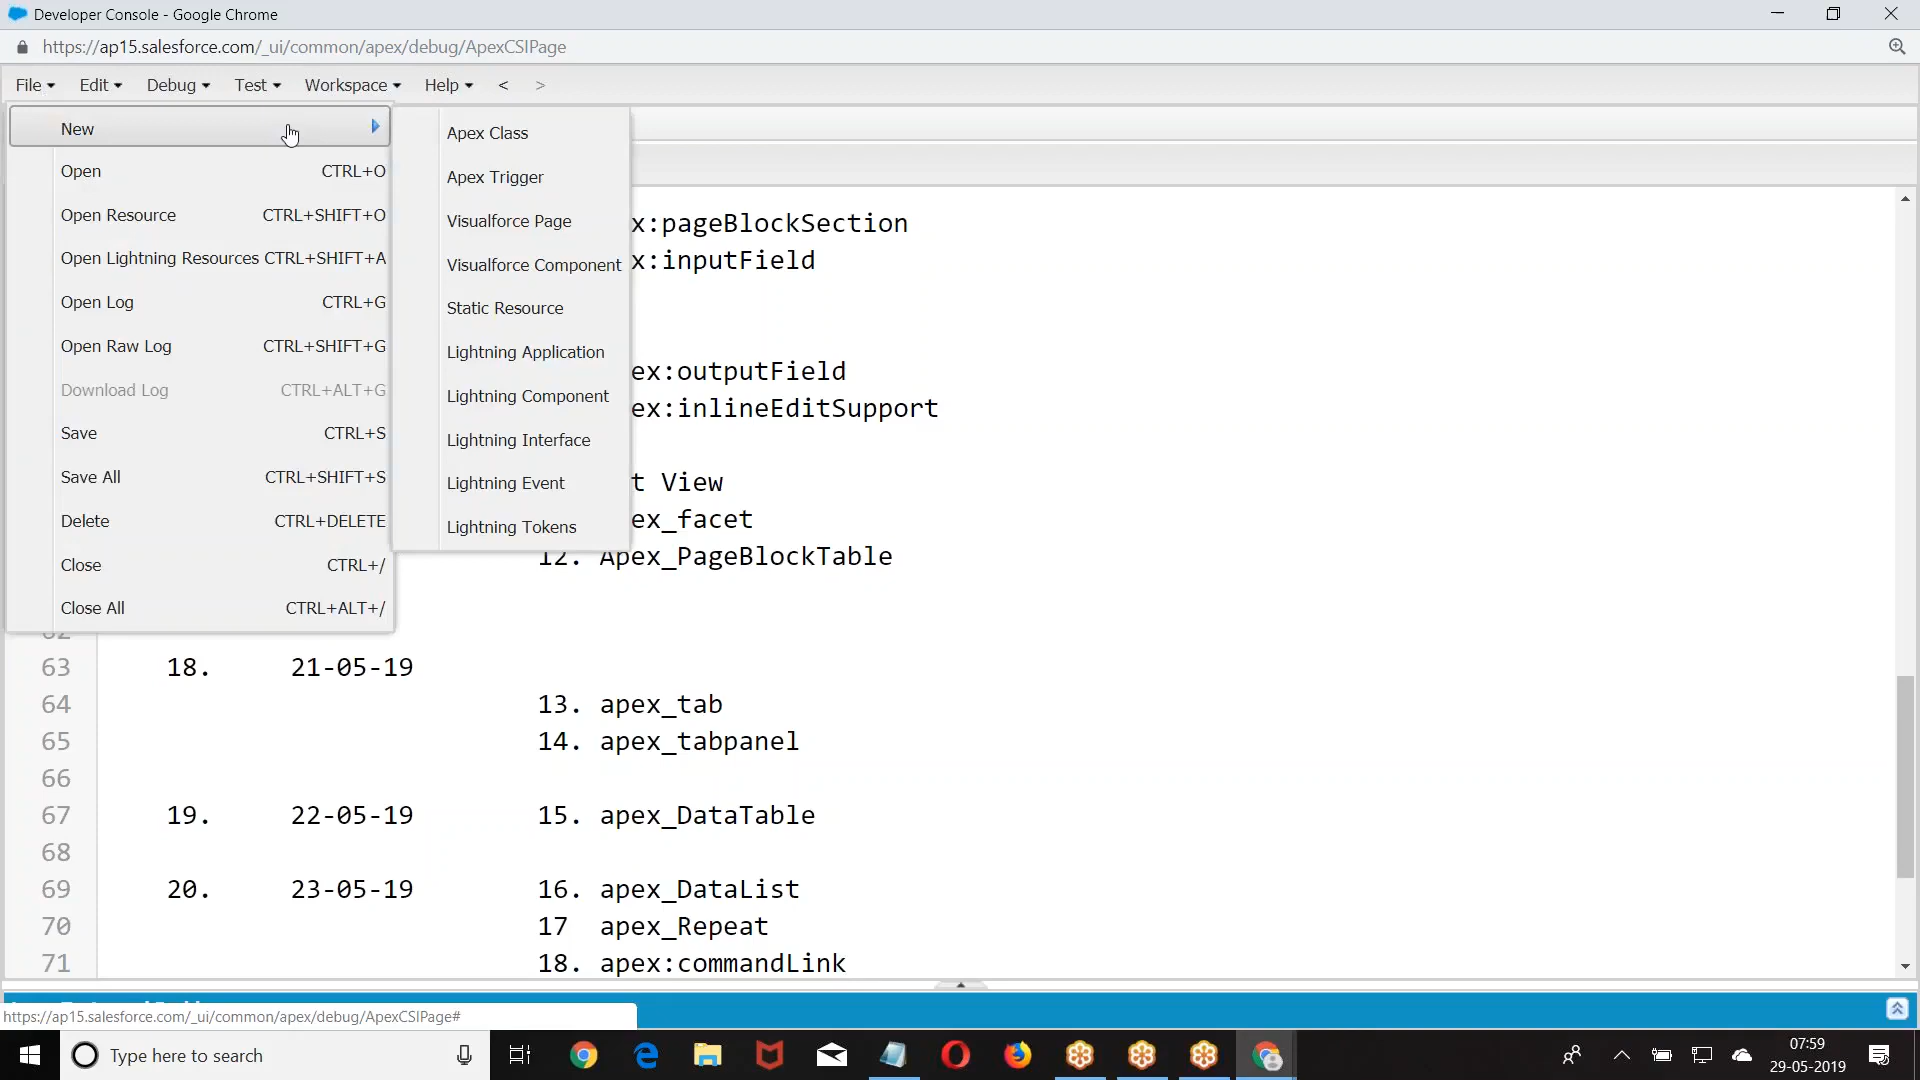 Developer Console - Google Chrome
https://ap15.salesforce.com/_ui/common/apex/debug/ApexCSIPage
File Edit Debug Test Workspace Help < >
New
Open CTRL+O
Open Resource CTRL+SHIFT+O
Open Lightning Resources CTRL+SHIFT+A
Open Log CTRL+G
Open Raw Log CTRL+SHIFT+G
Download Log CTRL+ALT+G
Save CTRL+S
Save All CTRL+SHIFT+S
Delete CTRL+DELETE
Close CTRL+/
Close All CTRL+ALT+/
Apex Class
Apex Trigger
Visualforce Page
Visualforce Component
Static Resource
Lightning Application
Lightning Component
Lightning Interface
Lightning Event
Lightning Tokens
x:pageBlockSection
x:inputField
ex:outputField
ex:inlineEditSupport
t View
ex_facet
12. Apex_PageBlockTable
62
63 18. 21-05-19
64 13. apex_tab
65 14. apex_tabpanel
66
67 19. 22-05-19 15. apex_DataTable
68
69 20. 23-05-19 16. apex_DataList
70 17 apex_Repeat
71 18. apex:commandLink
https://ap15.salesforce.com/_ui/common/apex/debug/ApexCSIPage#
Type here to search
07:59
29-05-2019